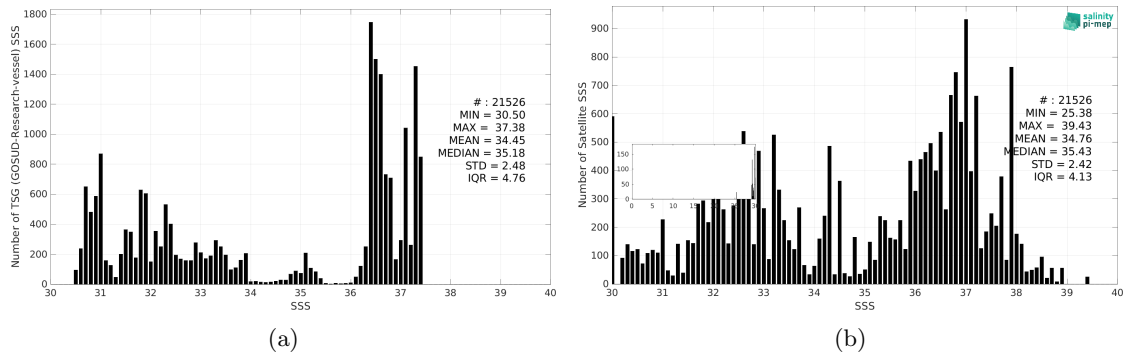 1800
1600
1400
1200
1000
800
600
400
200
0
Number of TSG (GOSUD-Research-vessel) SSS
# : 21526
MIN = 30.50
MAX = 37.38
MEAN = 34.45
MEDIAN = 35.18
STD = 2.48
IQR = 4.76
30 31 32 33 34 35 36 37 38 39 40
SSS
(a)
salinity
pi-mep
900
800
700
600
500
400
300
200
100
0
Number of Satellite SSS
# : 21526
MIN = 25.38
MAX = 39.43
MEAN = 34.76
MEDIAN = 35.43
STD = 2.42
IQR = 4.13
150
100
50
0
0 5 10 15 20 25 30
30 31 32 33 34 35 36 37 38 39 40
SSS
(b)